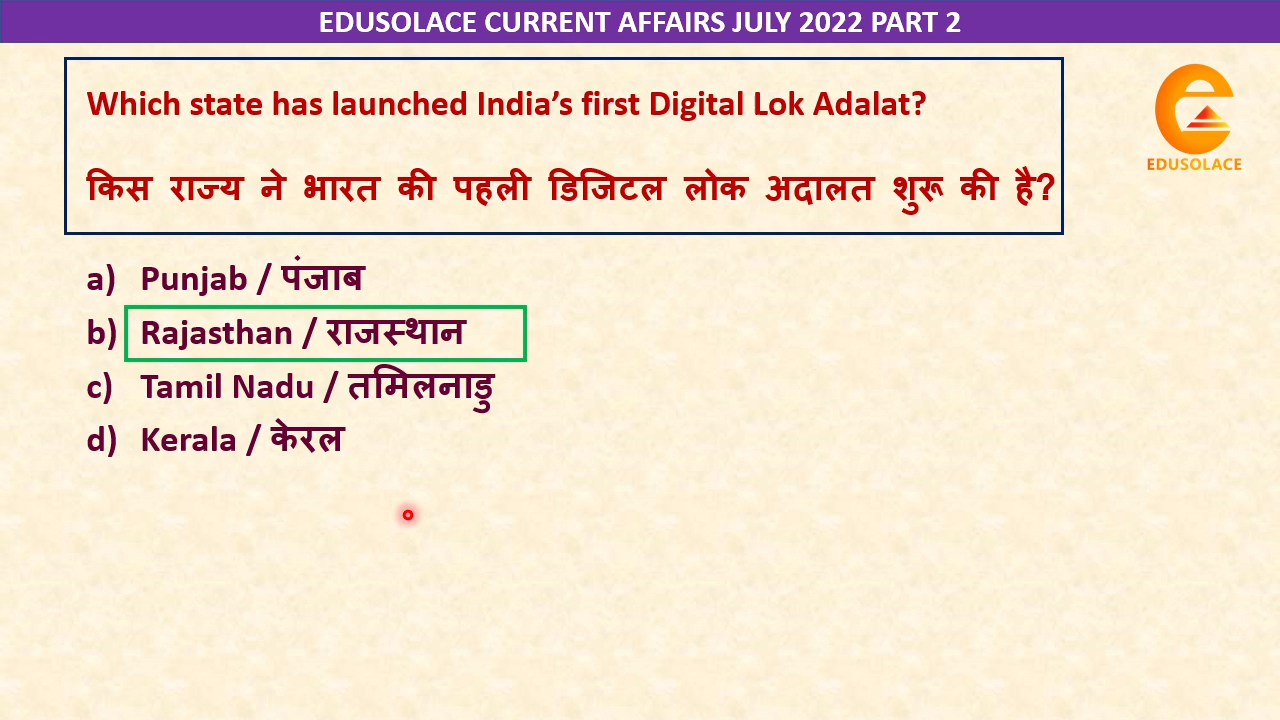 EDUSOLACE CURRENT AFFAIRS JULY 2022 PART 2
Which state has launched India’s first Digital Lok Adalat?
किस राज्य ने भारत की पहली डिजिटल लोक अदालत शुरू की है?
EDUSOLACE
a) Punjab / पंजाब
b) Rajasthan / राजस्थान
c) Tamil Nadu / तमिलनाडु
d) Kerala / केरल